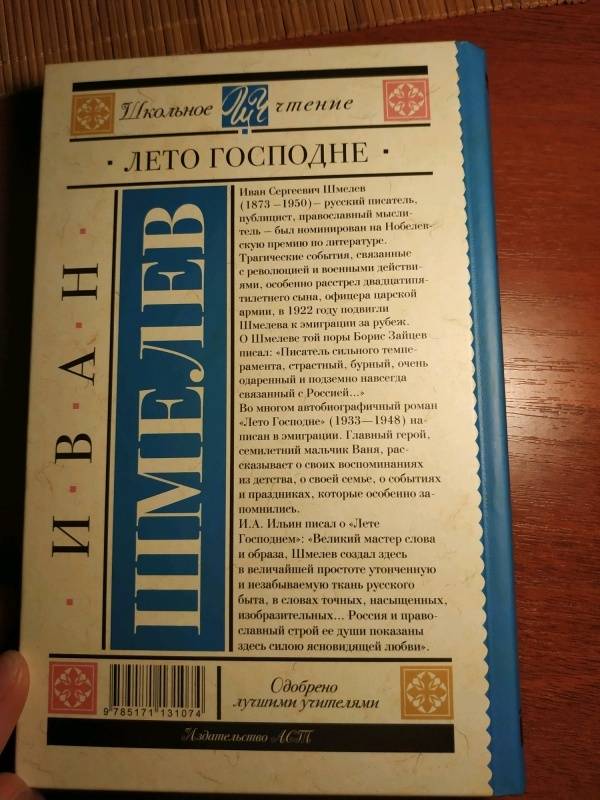 Школьное ШЧ чтение
· ЛЕТО ГОСПОДНЕ ·
И·В·А·Н·
ШМЕЛЕВ
Иван Сергеевич Шмелев
(1873 –1950) – русский писатель,
публицист, православный мысли-
тель – был номинирован на Нобелев-
скую премию по литературе.
Трагические события, связанные
с революцией и военными действи-
ями, особенно расстрел двадцатипя-
тилетнего сына, офицера царской
армии, в 1922 году подвигли
Шмелева к эмиграции за рубеж.
О Шмелеве той поры Борис Зайцев
писал: «Писатель сильного темпе-
рамента, страстный, бурный, очень
одаренный и подземно навсегда
связанный с Россией...»
Во многом автобиографичный роман
«Лето Господне» (1933—1948) на-
писан в эмиграции. Главный герой,
семилетний мальчик Ваня, рас-
сказывает о своих воспоминаниях
из детства, о своей семье, о событиях
и праздниках, которые особенно за-
помнились.
И.А. Ильин писал о «Лете
Господнем»: «Великий мастер слова
и образа, Шмелев создал здесь
в величайшей простоте утонченную
и незабываемую ткань русского
быта, в словах точных, насыщенных,
изобразительных... Россия и право-
славный строй ее души показаны
здесь силою ясновидящей любви».
9 785171 131074
Одобрено
лучшими учителями
Издательство АСТ